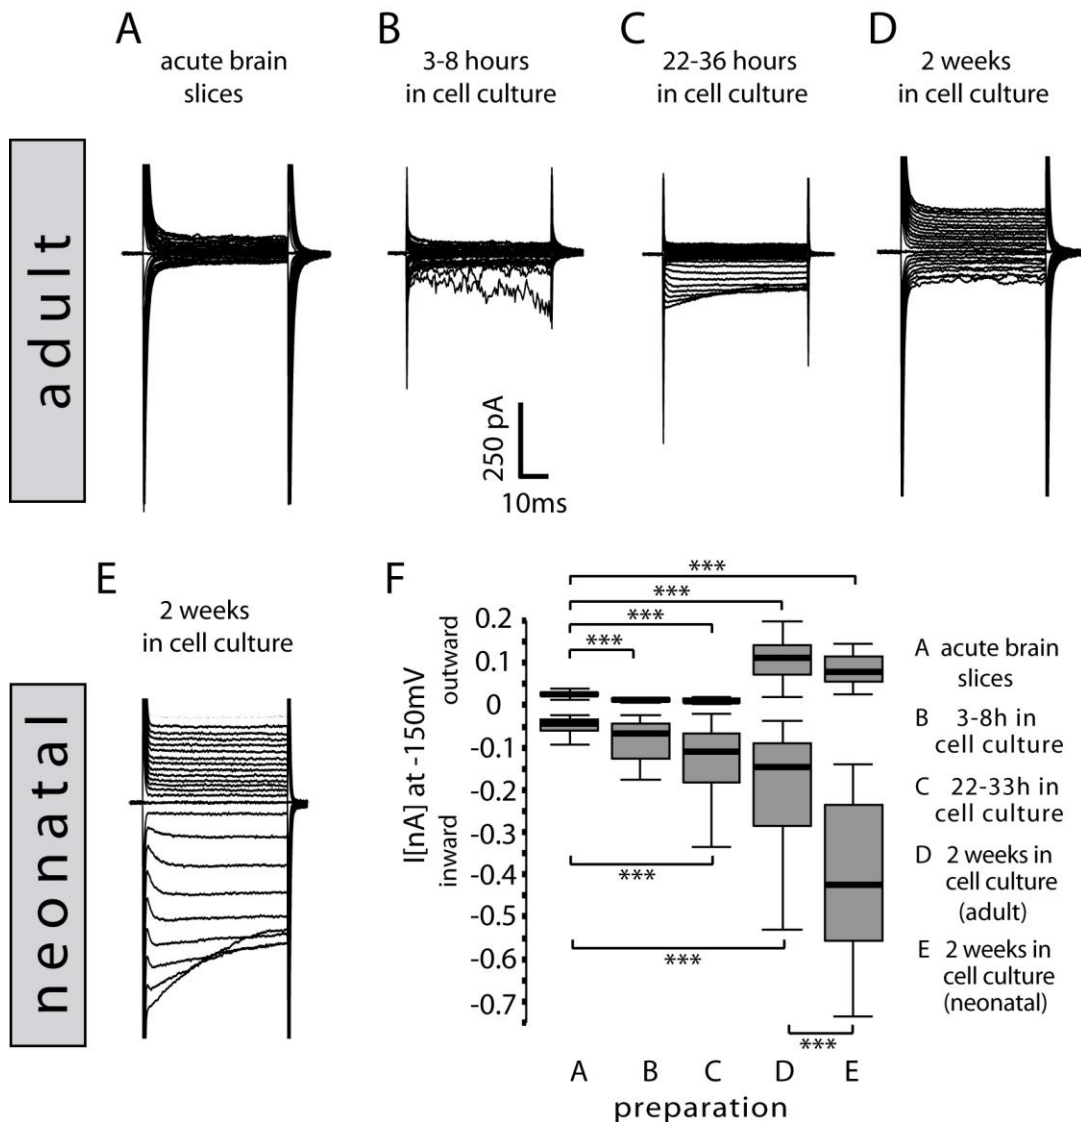 A
acute brain
slices
B
3-8 hours
in cell culture
C
22-36 hours
in cell culture
D
2 weeks
in cell culture
adult
250 pA
10ms
E
2 weeks
in cell culture
neonatal
F
I[nA] at -150mV
inward
outward
0.2
0.1
0
-0.1
-0.2
-0.3
-0.4
-0.5
-0.6
-0.7
***
***
***
***
***
***
***
A
B
C
D
E
preparation
A acute brain
slices
B 3-8h in
cell culture
C 22-33h in
cell culture
D 2 weeks in
cell culture
(adult)
E 2 weeks in
cell culture
(neonatal)